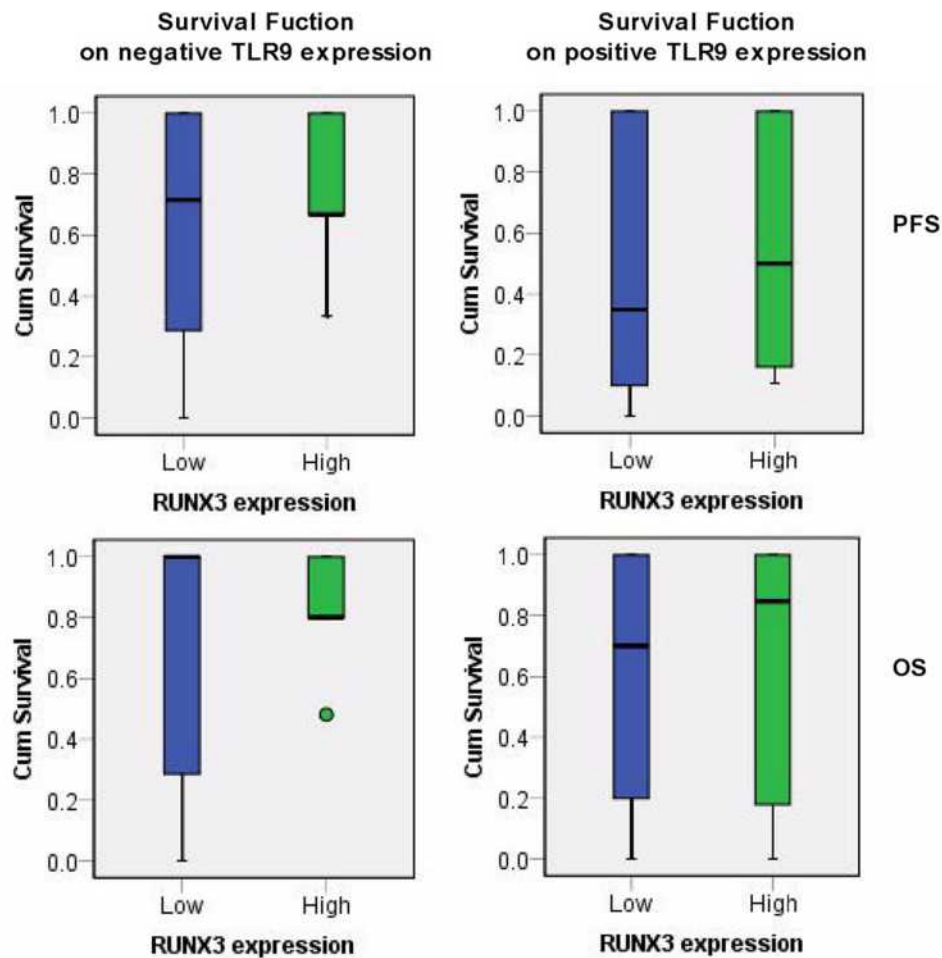 Survival Fuction
on negative TLR9 expression
Survival Fuction
on positive TLR9 expression
Cum Survival
1.0
0.8
0.6
0.4
0.2
0.0
Low
High
RUNX3 expression
Cum Survival
1.0
0.8
0.6
0.4
0.2
0.0
Low
High
RUNX3 expression
PFS
Cum Survival
1.0
0.8
0.6
0.4
0.2
0.0
Low
High
RUNX3 expression
Cum Survival
1.0
0.8
0.6
0.4
0.2
0.0
Low
High
RUNX3 expression
OS